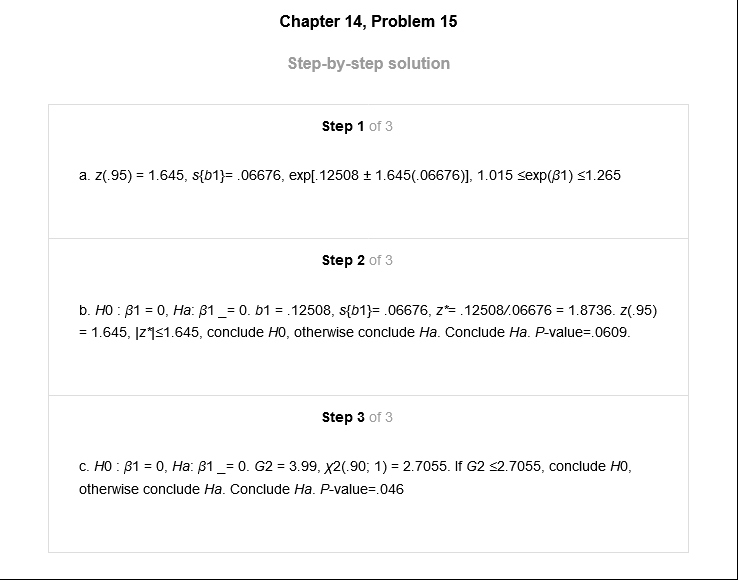 Chapter 14, Problem 15
Step-by-step solution
Step 1 of 3
a. z(.95) = 1.645, s{b1}= .06676, exp[.12508 ± 1.645(.06676)], 1.015 ≤exp(β1) ≤1.265
Step 2 of 3
b. H0 : β1 = 0, Ha: β1 _= 0. b1 = .12508, s{b1}= .06676, z*= .12508/.06676 = 1.8736. z(.95)
= 1.645, |z*|≤1.645, conclude H0, otherwise conclude Ha. Conclude Ha. P-value=.0609.
Step 3 of 3
c. H0 : β1 = 0, Ha: β1 _= 0. G2 = 3.99, χ2(.90; 1) = 2.7055. If G2 ≤2.7055, conclude H0,
otherwise conclude Ha. Conclude Ha. P-value=.046